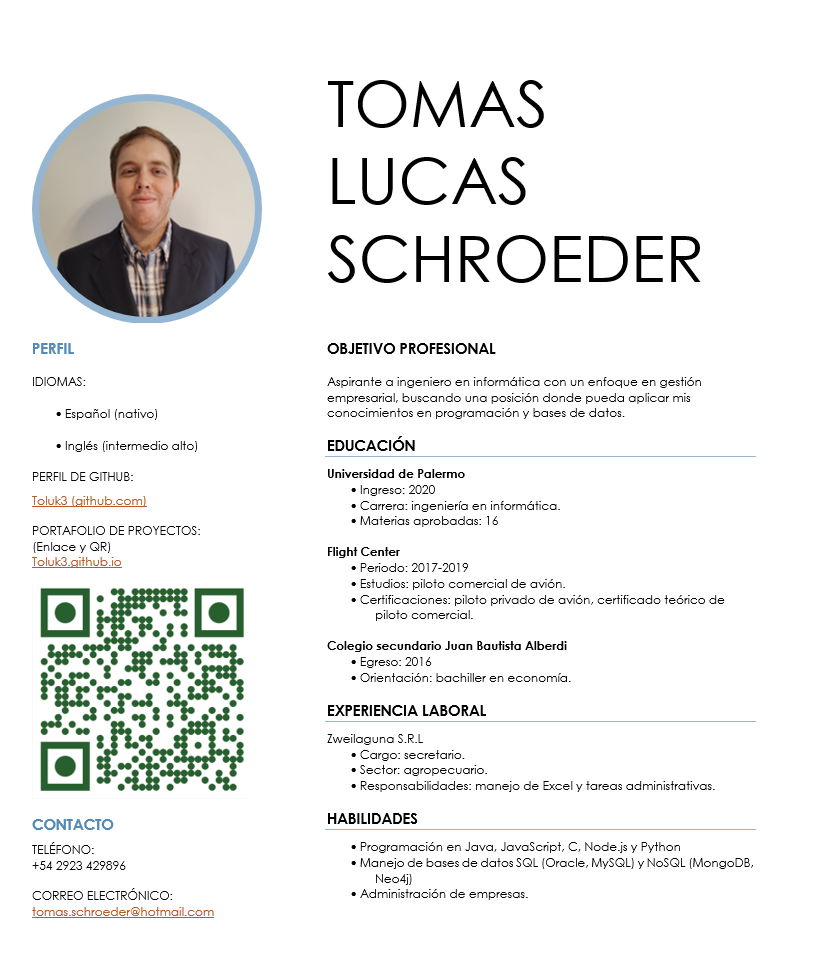 TOMAS
LUCAS
SCHROEDER
PERFIL
IDIOMAS:
• Español (nativo)
• Inglés (intermedio alto)
PERFIL DE GITHUB:
Toluk3 (github.com)
PORTAFOLIO DE PROYECTOS:
(Enlace y QR)
Toluk3.github.io
CONTACTO
TELÉFONO:
+54 2923 429896
CORREO ELECTRÓNICO:
tomas.schroeder@hotmail.com
OBJETIVO PROFESIONAL
Aspirante a ingeniero en informática con un enfoque en gestión
empresarial, buscando una posición donde pueda aplicar mis
conocimientos en programación y bases de datos.
EDUCACIÓN
Universidad de Palermo
• Ingreso: 2020
• Carrera: ingeniería en informática.
• Materias aprobadas: 16
Flight Center
• Periodo: 2017-2019
• Estudios: piloto comercial de avión.
• Certificaciones: piloto privado de avión, certificado teórico de
piloto comercial.
Colegio secundario Juan Bautista Alberdi
• Egreso: 2016
• Orientación: bachiller en economía.
EXPERIENCIA LABORAL
Zweilaguna S.R.L
• Cargo: secretario.
• Sector: agropecuario.
• Responsabilidades: manejo de Excel y tareas administrativas.
HABILIDADES
• Programación en Java, JavaScript, C, Node.js y Python
• Manejo de bases de datos SQL (Oracle, MySQL) y NoSQL (MongoDB,
Neo4j)
• Administración de empresas.